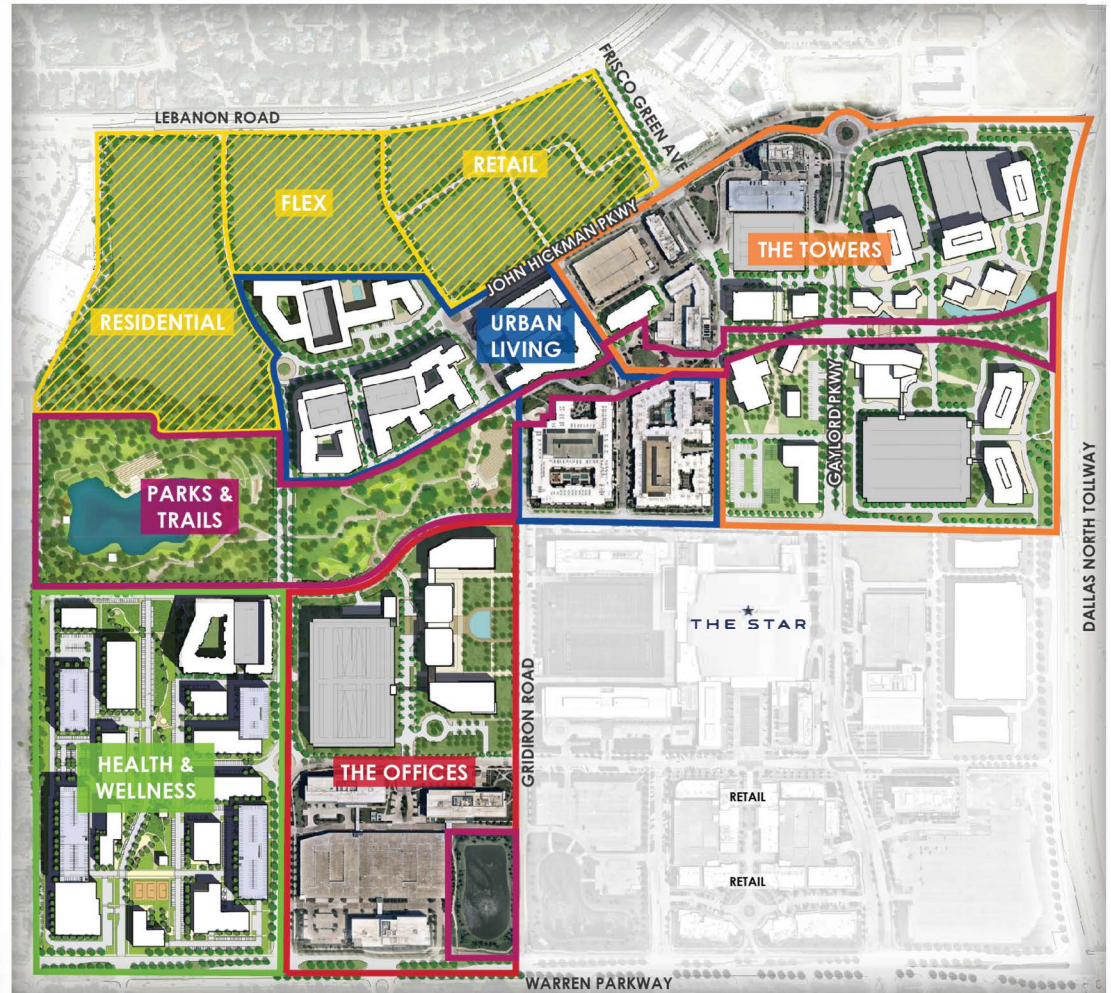 FRISCO GREEN AVE
LEBANON ROAD
RETAIL
FLEX
JOHN HICKMAN PKWY
THE TOWERS
RESIDENTIAL
URBAN
LIVING
GAYLORD PKWY
PARKS &
TRAILS
DALLAS NORTH TOLLWAY
THE STAR
GRIDIRON ROAD
HEALTH &
WELLNESS
THE OFFICES
RETAIL
RETAIL
WARREN PARKWAY